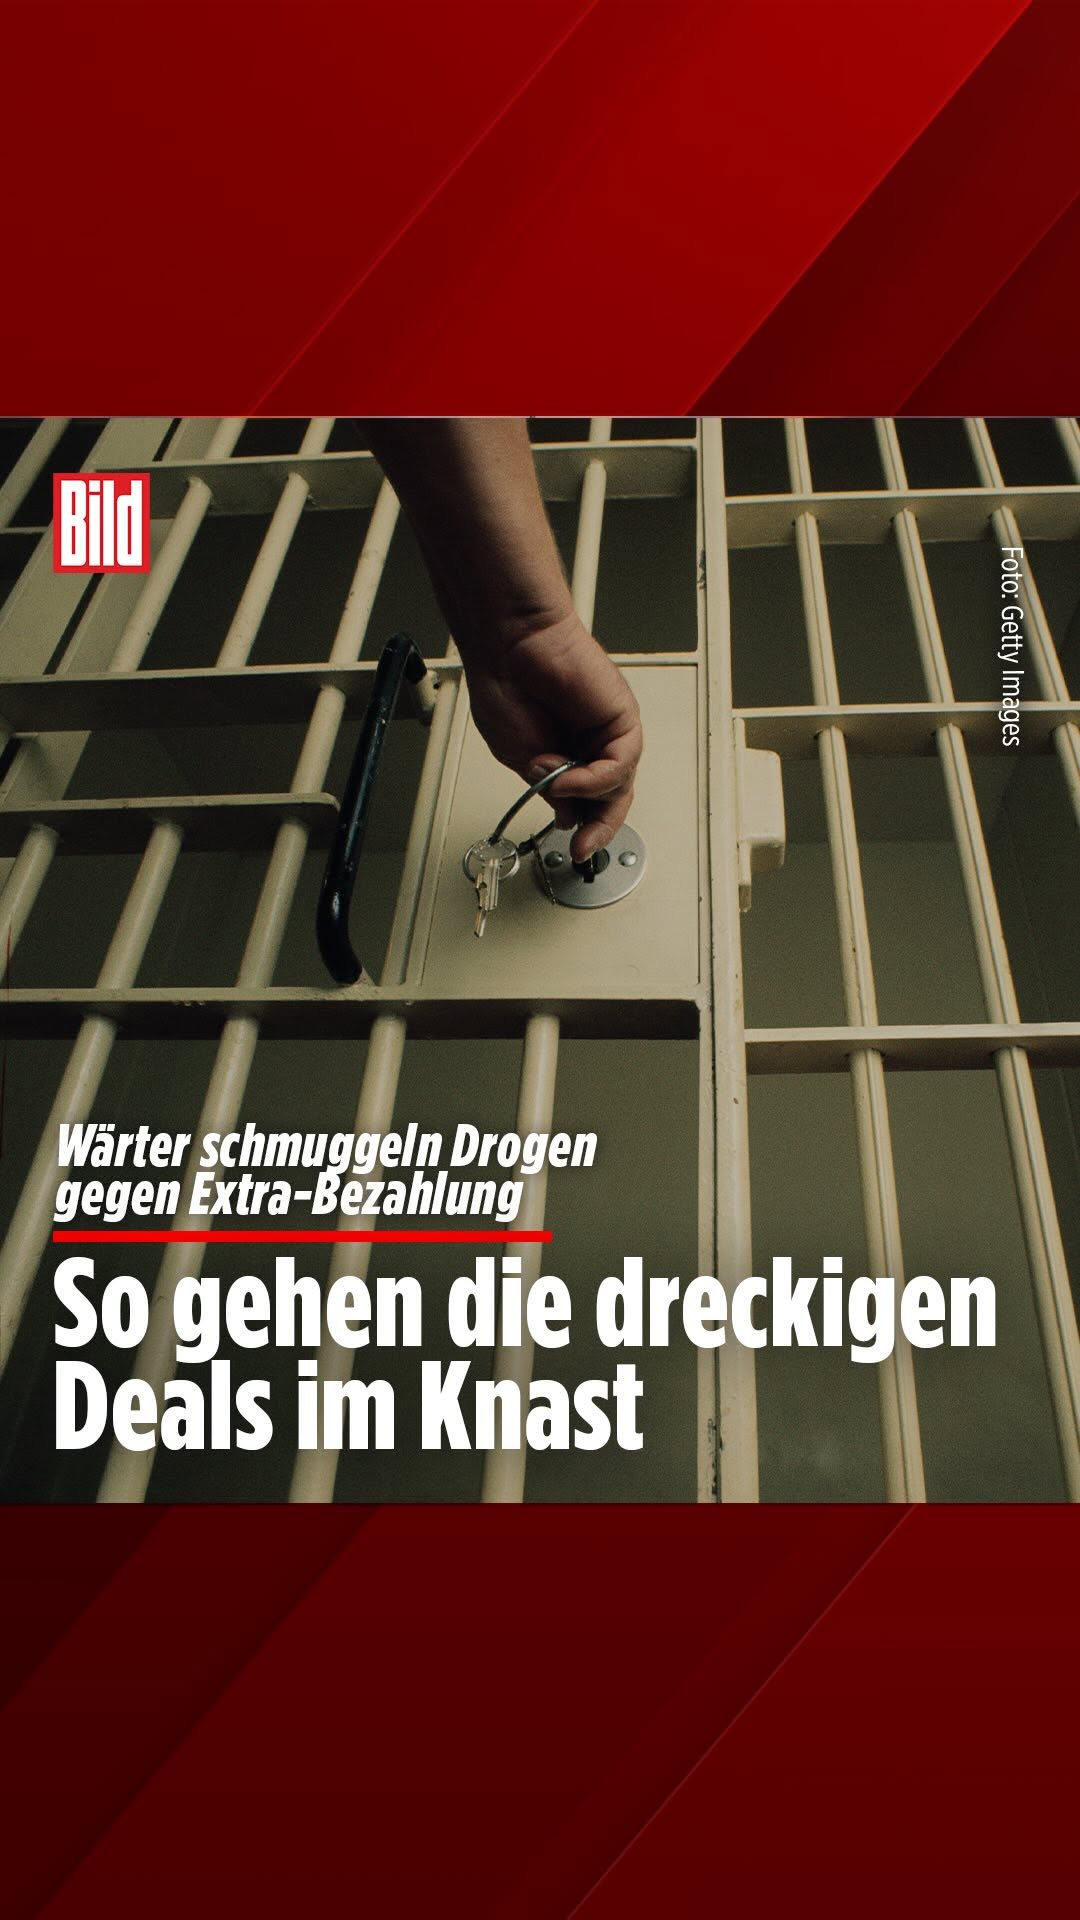 Bild
Foto: Getty Images
Wärter schmuggeln Drogen
gegen Extra-Bezahlung
So gehen die dreckigen
Deals im Knast